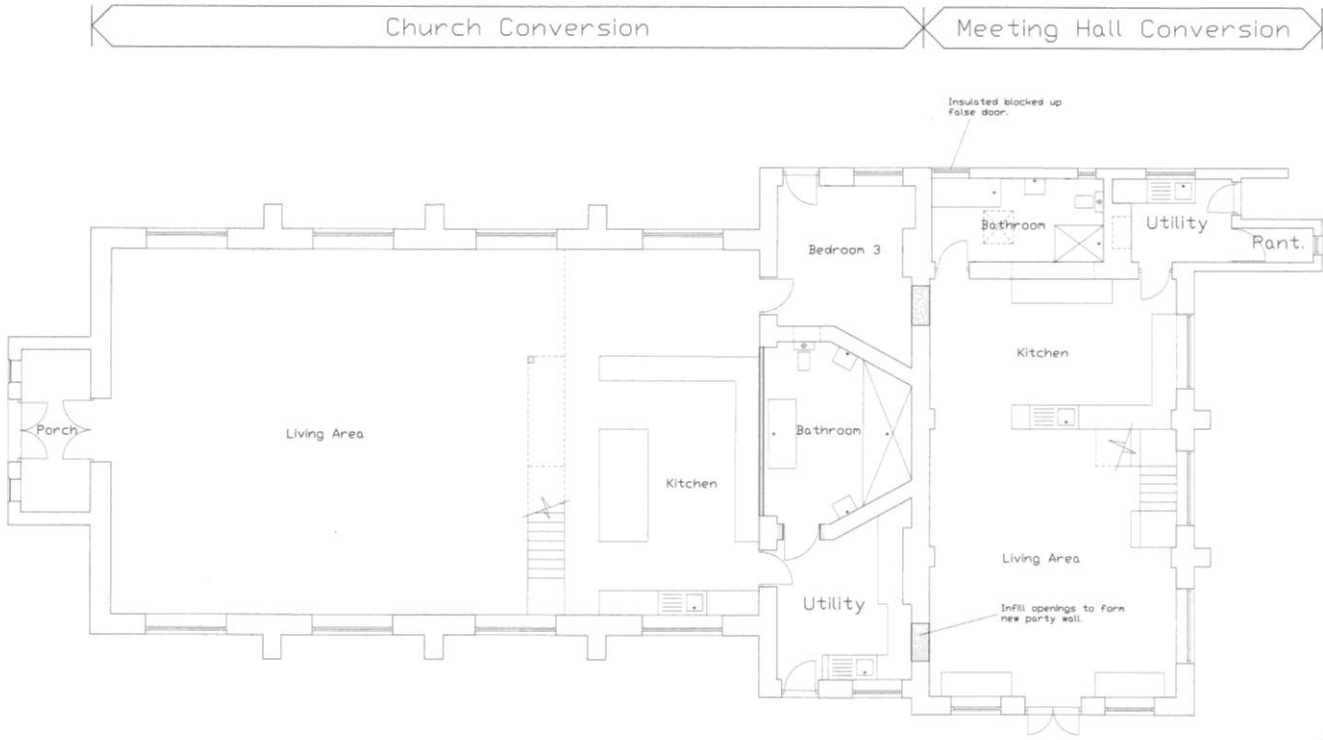 Church Conversion
Meeting Hall Conversion
Insulated blocked up
false door.
Bedroom 3
Bathroom
Utility
Pant.
Kitchen
Porch
Living Area
Bathroom
Kitchen
Living Area
Utility
Infill openings to form
new party wall.